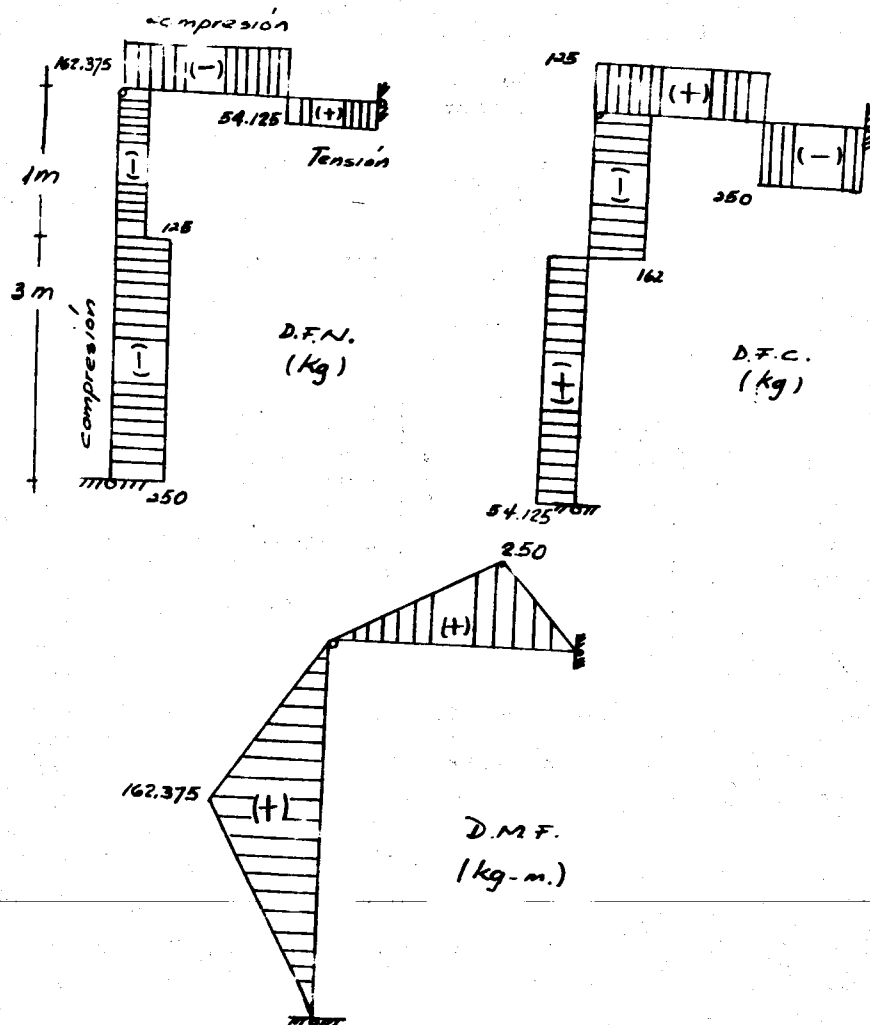 compresión
162.375
(-)
54.125
(+)
Tensión
1m
(-)
125
3m
compresión
(-)
250
D.F.N.
(kg)
125
(+)
(-)
250
(-)
162
(+)
54.125
D.F.C.
(kg)
250
(+)
162.375
(+)
D.M.F.
(kg-m.)